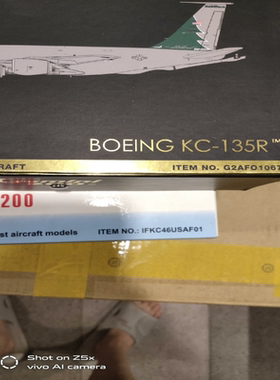 BOEING KC-135R™
RAFT ITEM NO. G2AFO1067
200
st aircraft models ITEM NO.: IFKC46USAF01
Shot on Z5x
vivo AI camera